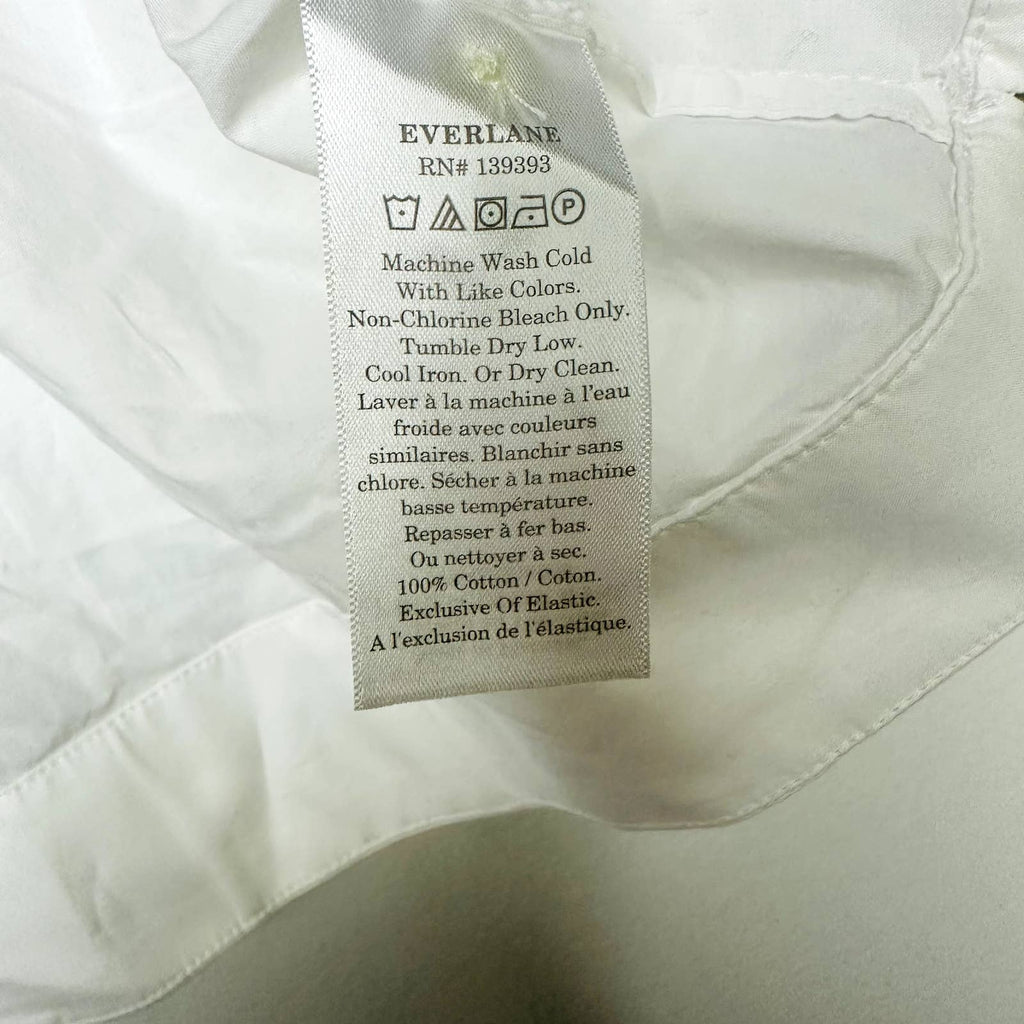 EVERLANE
RN# 139393
P
Machine Wash Cold
With Like Colors.
Non-Chlorine Bleach Only.
Tumble Dry Low.
Cool Iron. Or Dry Clean.
Laver à la machine à l'eau
froide avec couleurs
similaires. Blanchir sans
chlore. Sécher à la machine
basse température.
Repasser à fer bas.
Ou nettoyer à sec.
100% Cotton / Coton.
Exclusive Of Elastic.
A l'exclusion de l'élastique.